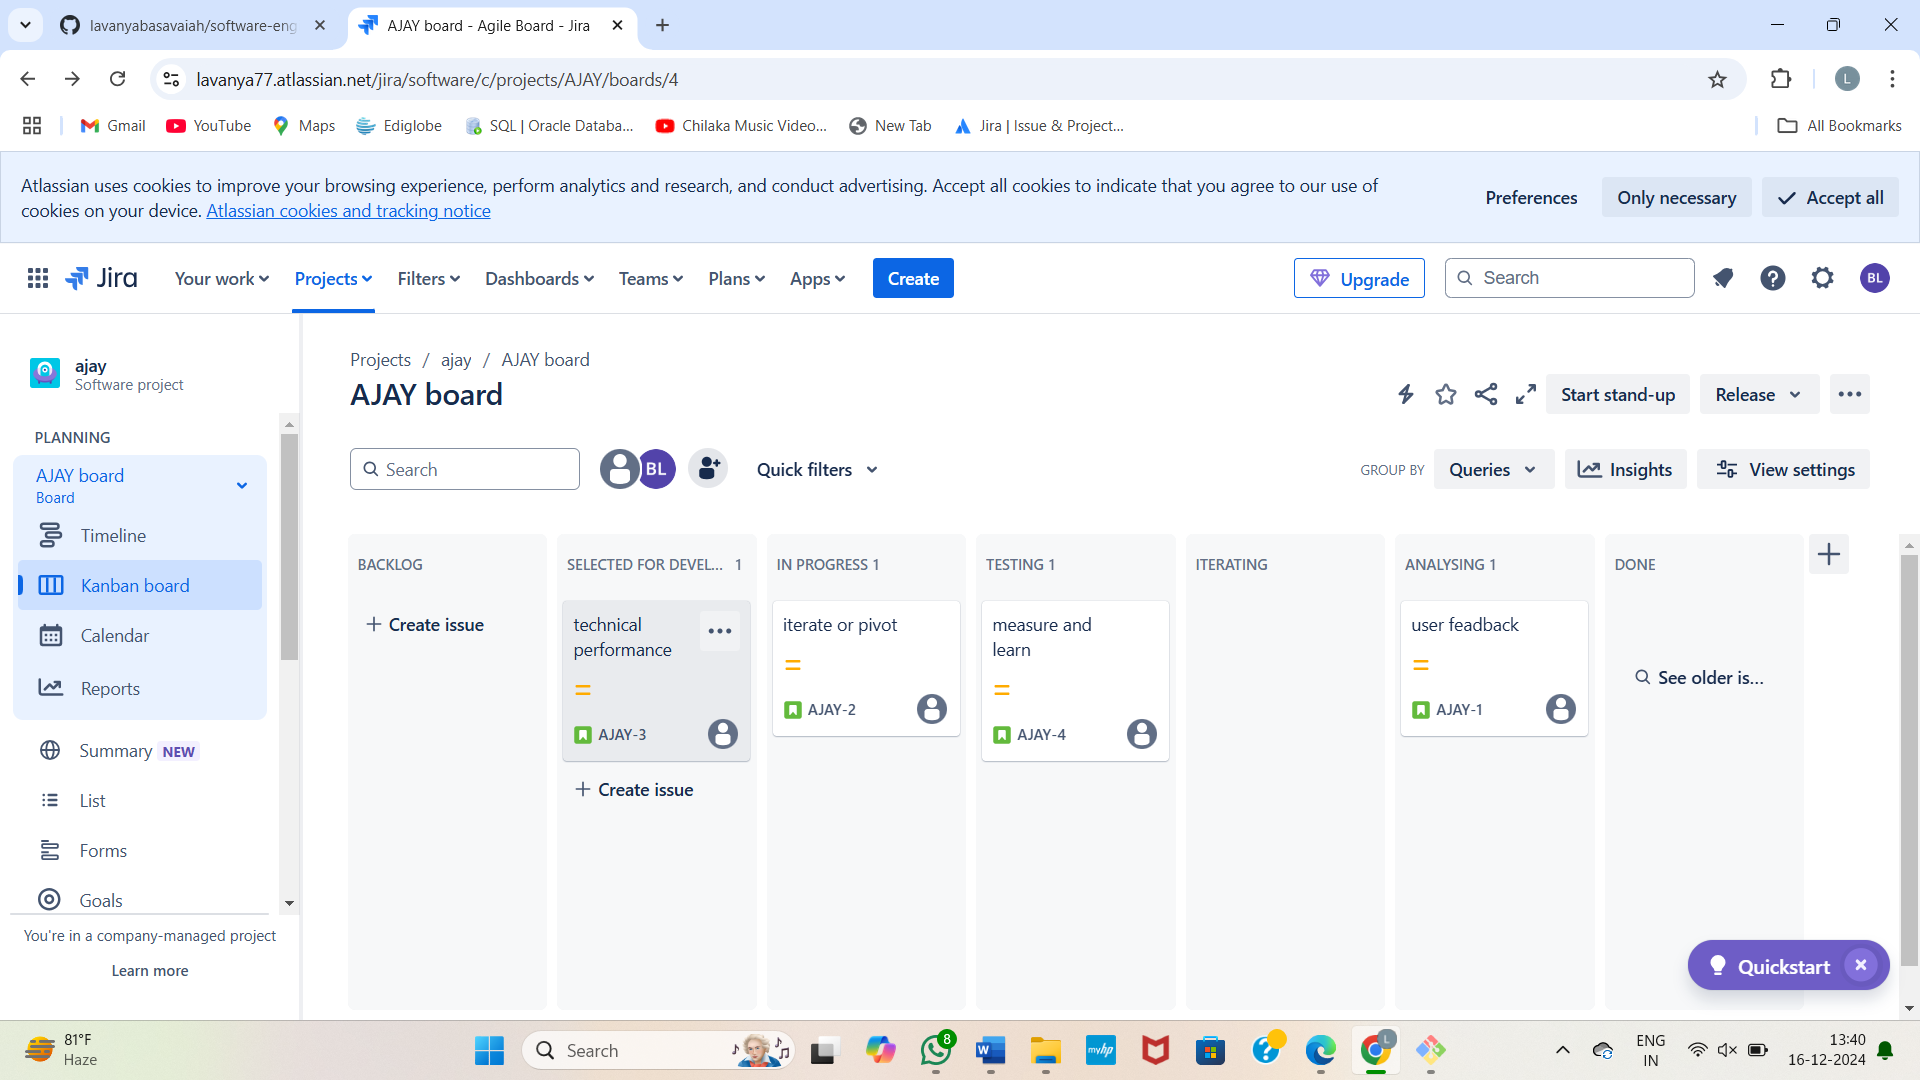 lavanyabasavaiah/software-eng
AJAY board - Agile Board - Jira
lavanya77.atlassian.net/jira/software/c/projects/AJAY/boards/4
L
Gmail
YouTube
Maps
Ediglobe
SQL | Oracle Databa...
Chilaka Music Video...
New Tab
Jira | Issue & Project...
All Bookmarks
Atlassian uses cookies to improve your browsing experience, perform analytics and research, and conduct advertising. Accept all cookies to indicate that you agree to our use of
cookies on your device. Atlassian cookies and tracking notice
Preferences
Only necessary
Accept all
Jira
Your work
Projects
Filters
Dashboards
Teams
Plans
Apps
Create
Upgrade
Search
BL
ajay
Software project
PLANNING
AJAY board
Board
Timeline
Kanban board
Calendar
Reports
Summary NEW
List
Forms
Goals
You're in a company-managed project
Learn more
Projects / ajay / AJAY board
AJAY board
Start stand-up
Release
Search
BL
Quick filters
GROUP BY
Queries
Insights
View settings
BACKLOG
+ Create issue
SELECTED FOR DEVEL... 1
technical
performance
AJAY-3
+ Create issue
IN PROGRESS 1
iterate or pivot
AJAY-2
TESTING 1
measure and
learn
AJAY-4
ITERATING
ANALYSING 1
user feadback
AJAY-1
DONE
See older is...
Quickstart
81°F
Haze
Search
8
W
myhp
L
ENG
IN
13:40
16-12-2024